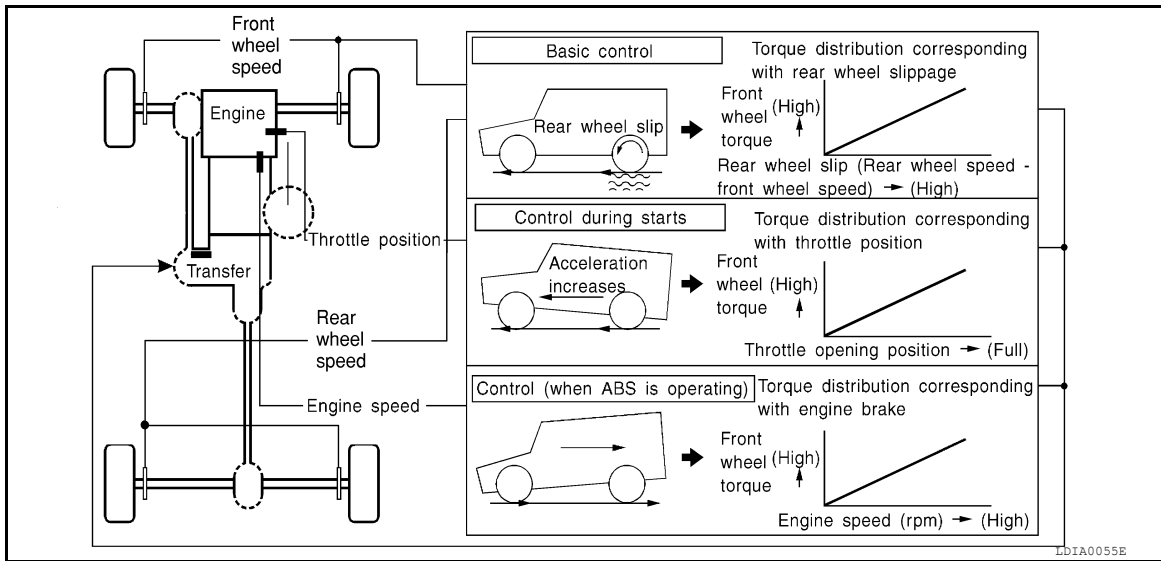 Front
wheel
speed
Engine
Throttle position
Transfer
Rear
wheel
speed
Engine speed
Basic control
Rear wheel slip
Torque distribution corresponding
with rear wheel slippage
Front
wheel
torque
(High)
Rear wheel slip (Rear wheel speed -
front wheel speed) → (High)
Control during starts
Acceleration
increases
Torque distribution corresponding
with throttle position
Front
wheel
torque
(High)
Throttle opening position → (Full)
Control (when ABS is operating)
Torque distribution corresponding
with engine brake
Front
wheel
torque
(High)
Engine speed (rpm) → (High)
LDIA0055E